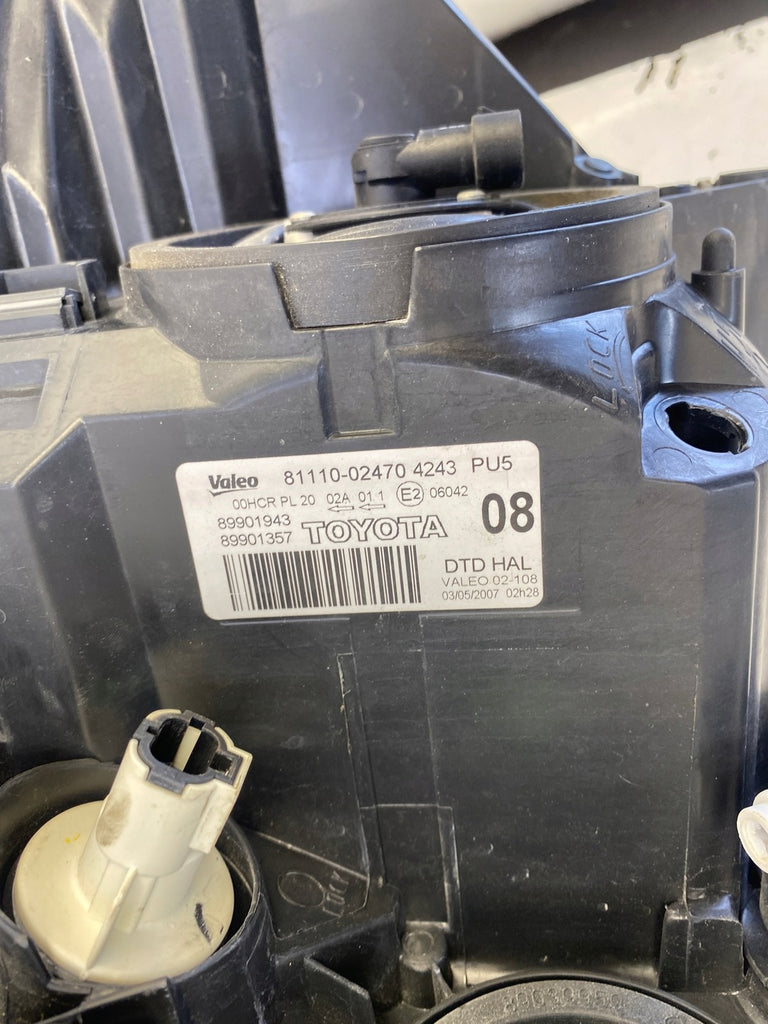 LOCK
Valeo 81110-02470 4243 PU5
00HCR PL 20 02A 01 1 E2 06042
89901943
89901357 TOYOTA 08
DTD HAL
VALEO 02-108
03/05/2007 02h28
LOCK